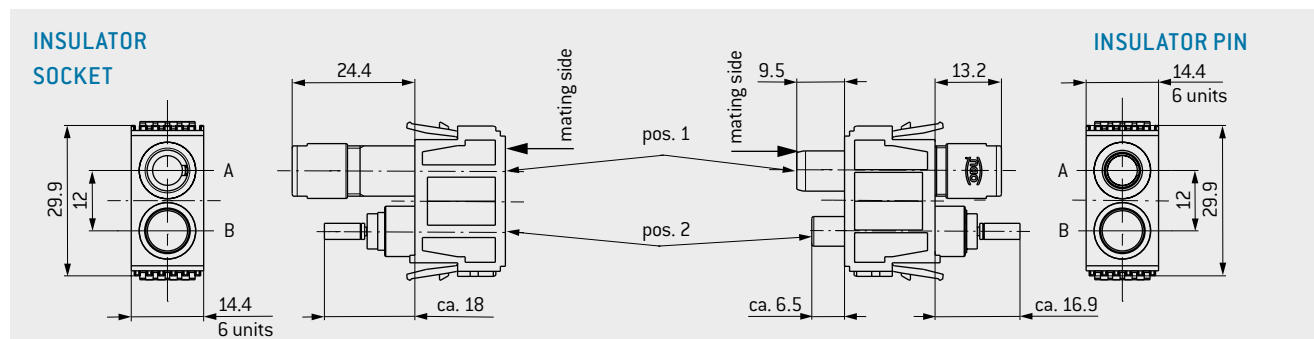 INSULATOR
SOCKET
24.4
mating side
29.9
12
A
B
14.4
6 units
ca. 18
pos. 1
pos. 2
INSULATOR PIN
9.5
mating side
13.2
14.4
6 units
A
B
12
29.9
ca. 6.5
ca. 16.9